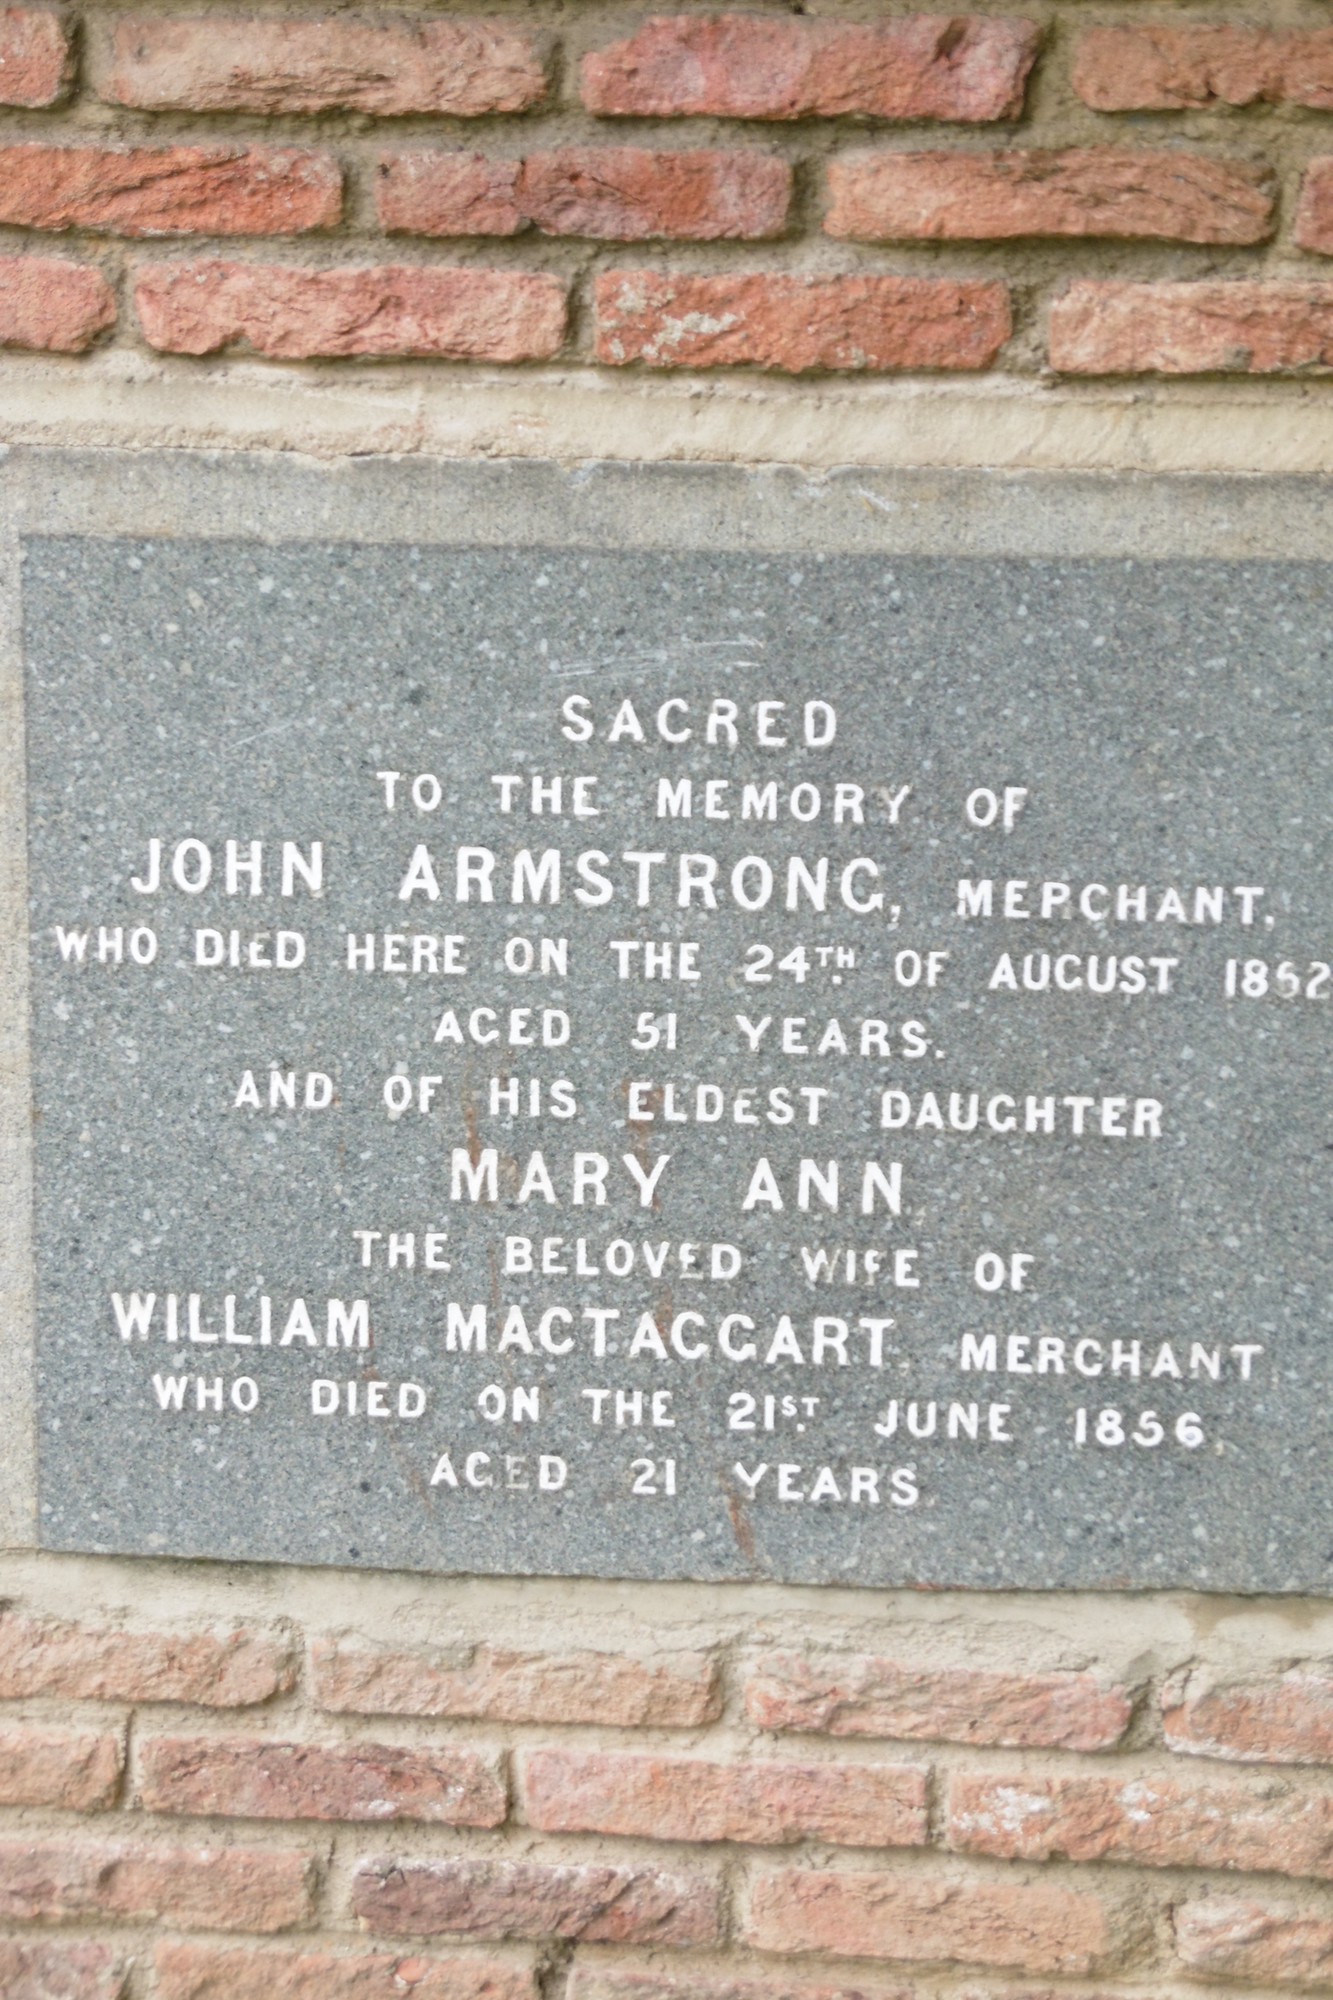 SACRED
TO THE MEMORY OF
JOHN ARMSTRONG, MERCHANT,
WHO DIED HERE ON THE 24TH. OF AUGUST 1852
AGED 51 YEARS.
AND OF HIS ELDEST DAUGHTER
MARY ANN
THE BELOVED WIFE OF
WILLIAM MACTAGGART MERCHANT
WHO DIED ON THE 21ST. JUNE 1856
AGED 21 YEARS